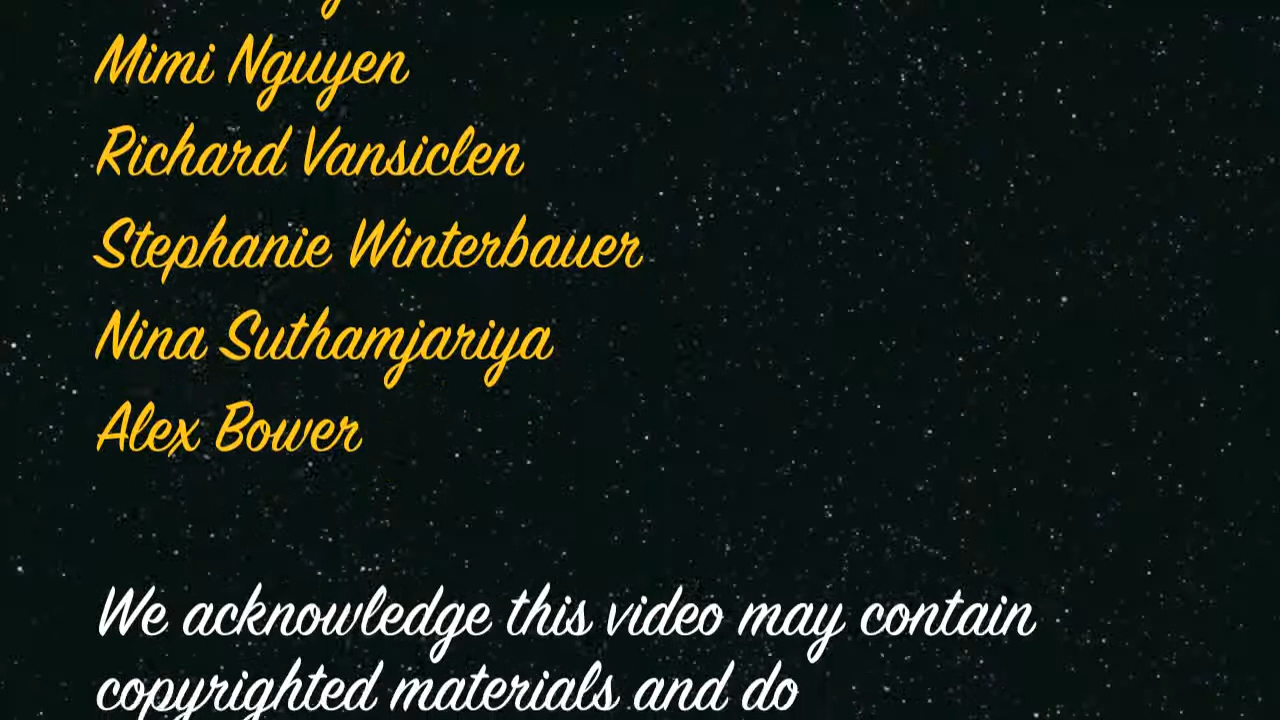 Mimi Nguyen
Richard Vansiclen
Stephanie Winterbauer
Nina Suthamjariya
Alex Bower
We acknowledge this video may contain
copyrighted materials and do